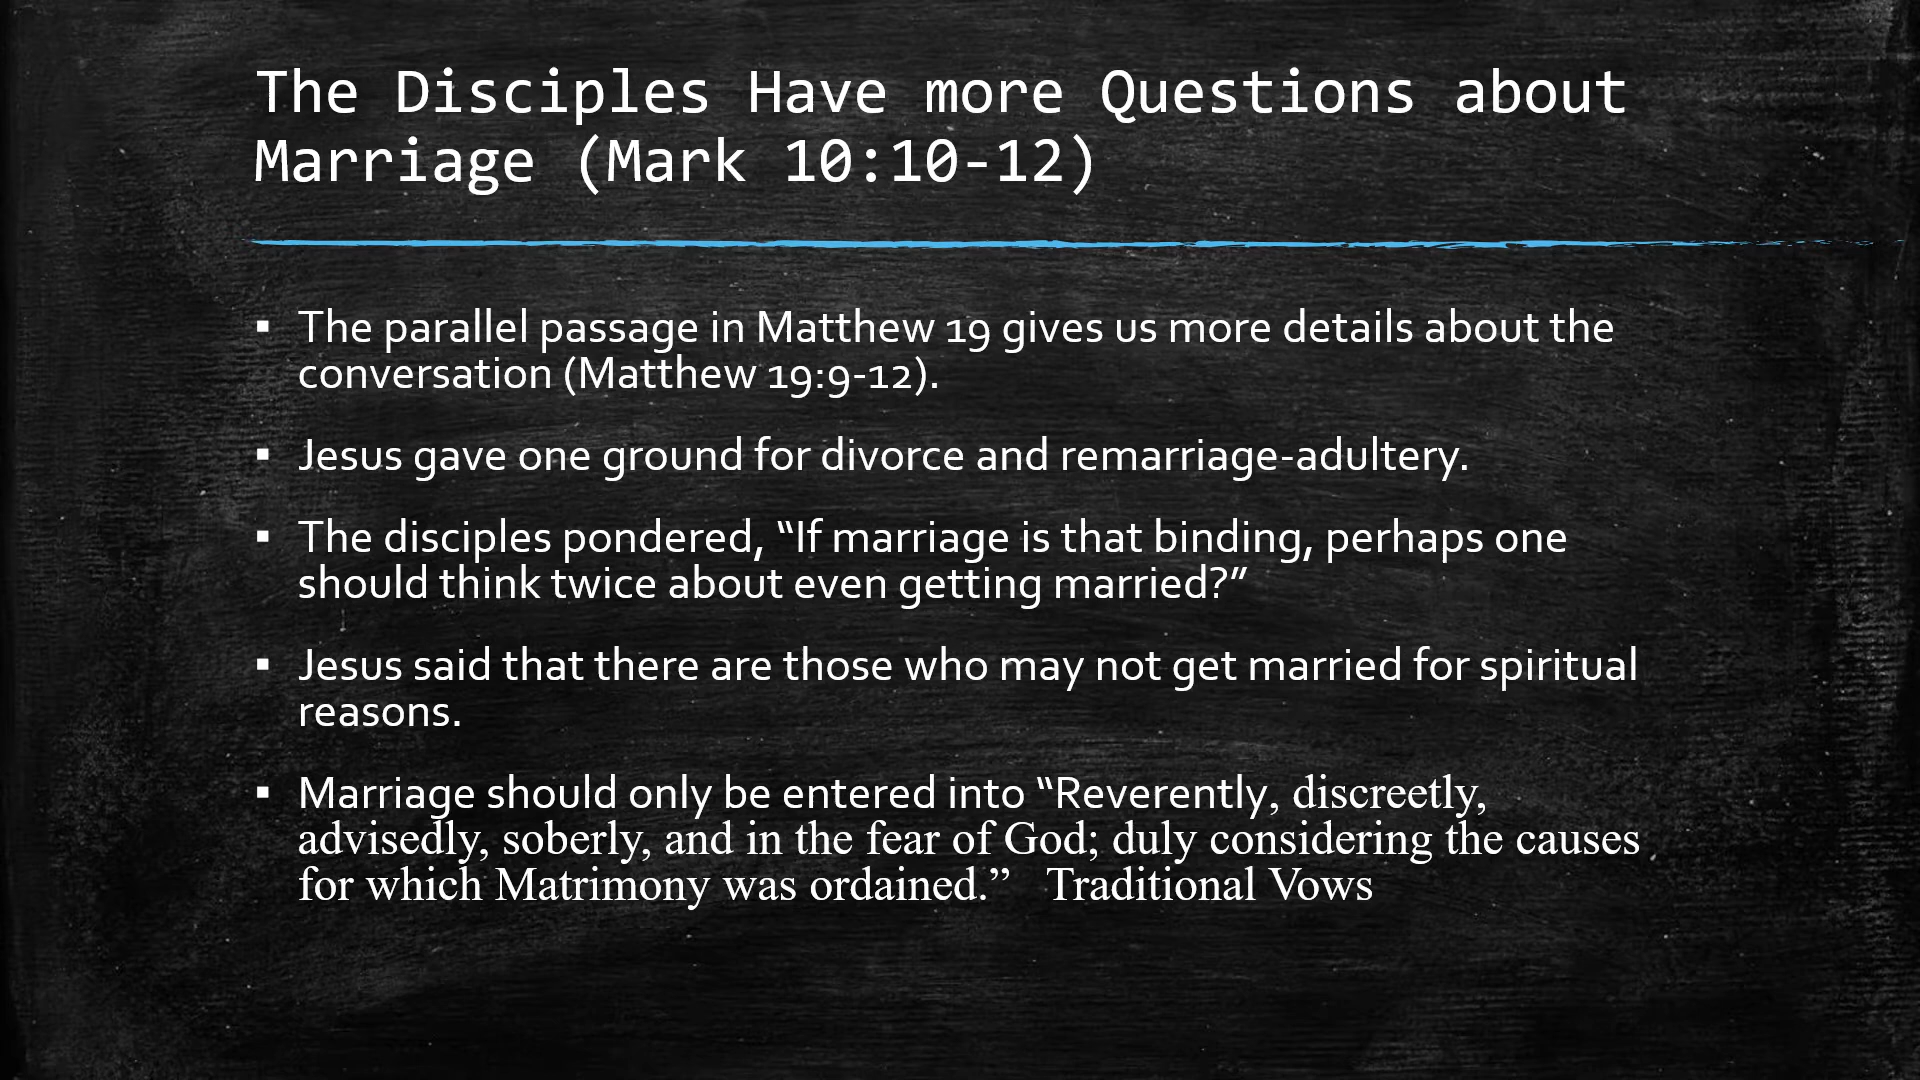 The Disciples Have more Questions about
Marriage (Mark 10:10-12)
▪ The parallel passage in Matthew 19 gives us more details about the
conversation (Matthew 19:9-12).
▪ Jesus gave one ground for divorce and remarriage-adultery.
▪ The disciples pondered, “If marriage is that binding, perhaps one
should think twice about even getting married?”
▪ Jesus said that there are those who may not get married for spiritual
reasons.
▪ Marriage should only be entered into “Reverently, discreetly,
advisedly, soberly, and in the fear of God; duly considering the causes
for which Matrimony was ordained.”   Traditional Vows